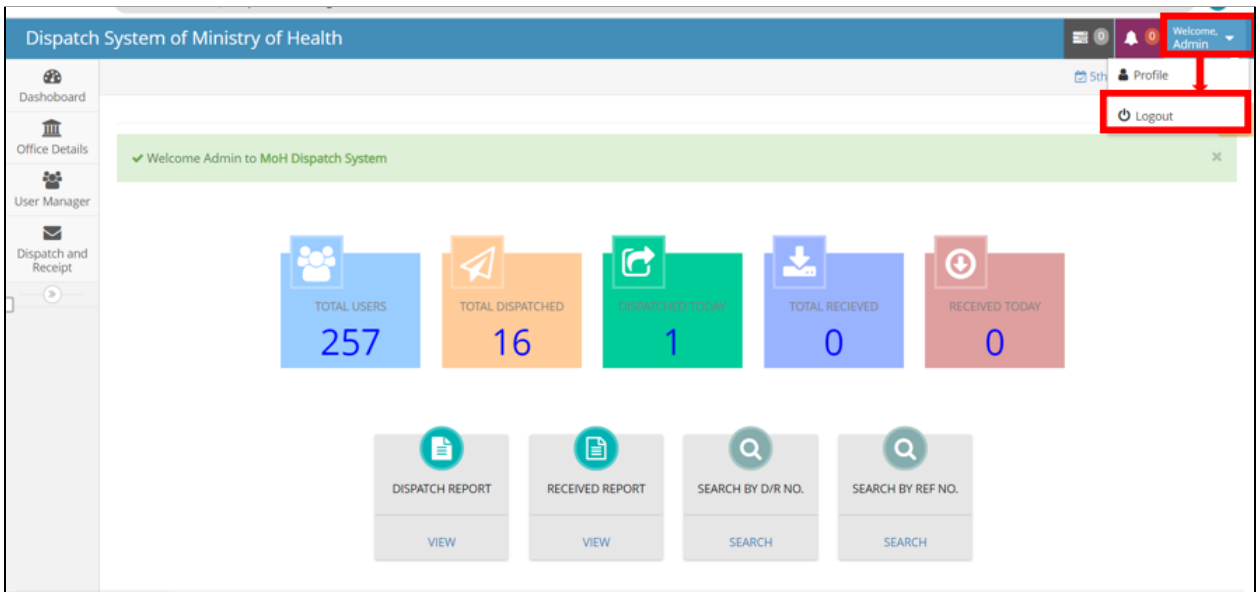 Dispatch System of Ministry of Health
0
0
Welcome,
Admin
Dashoboard
5th
Profile
Logout
Office Details
Welcome Admin to MoH Dispatch System
×
User Manager
Dispatch and
Receipt
TOTAL USERS
257
TOTAL DISPATCHED
16
DISPATCHED TODAY
1
TOTAL RECIEVED
0
RECEIVED TODAY
0
DISPATCH REPORT
VIEW
RECEIVED REPORT
VIEW
SEARCH BY D/R NO.
SEARCH
SEARCH BY REF NO.
SEARCH